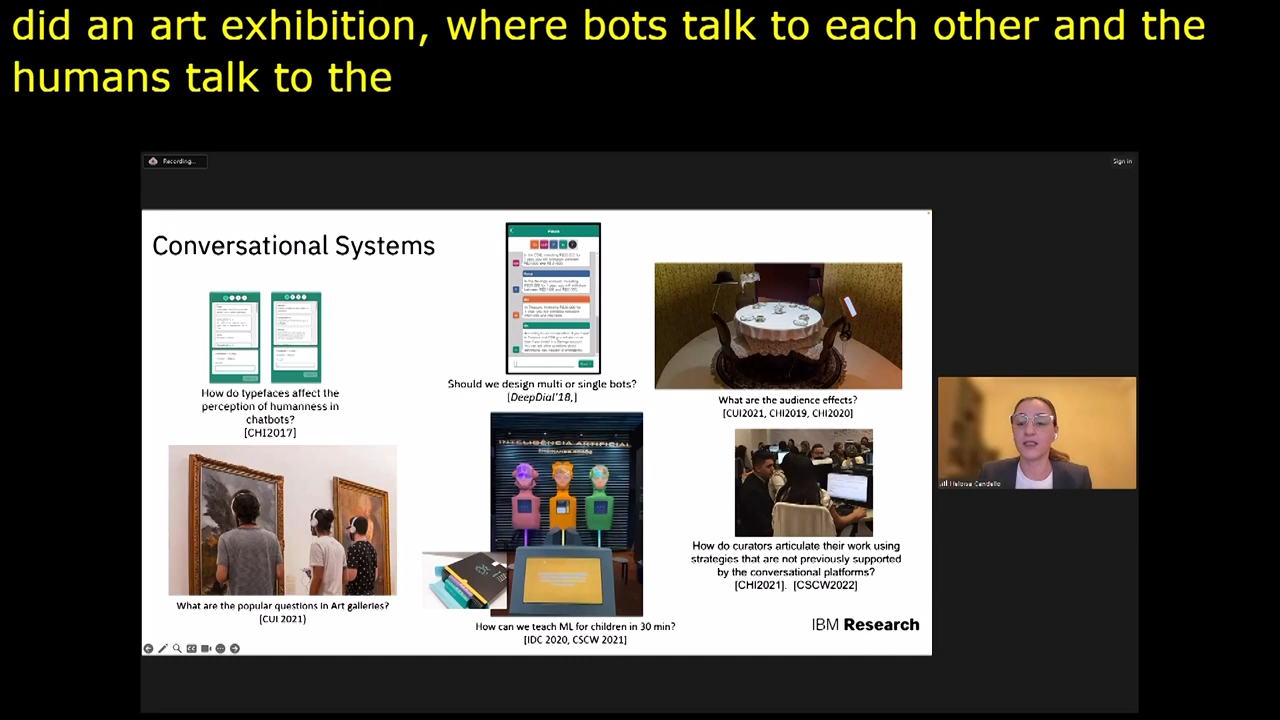 did an art exhibition, where bots talk to each other and the
humans talk to the
Recording...
Sign in
Conversational Systems
How do typefaces affect the
perception of humanness in
chatbots?
[CHI2017]
Should we design multi or single bots?
[DeepDial'18,]
What are the audience effects?
[CUI2021, CHI2019, CHI2020]
What are the popular questions in Art galleries?
[CUI 2021]
INTELIGÊNCIA ARTIFICIAL
How can we teach ML for children in 30 min?
[IDC 2020, CSCW 2021]
How do curators articulate their work using
strategies that are not previously supported
by the conversational platforms?
[CHI2021]. [CSCW2022]
IBM Research
Heloisa Candello